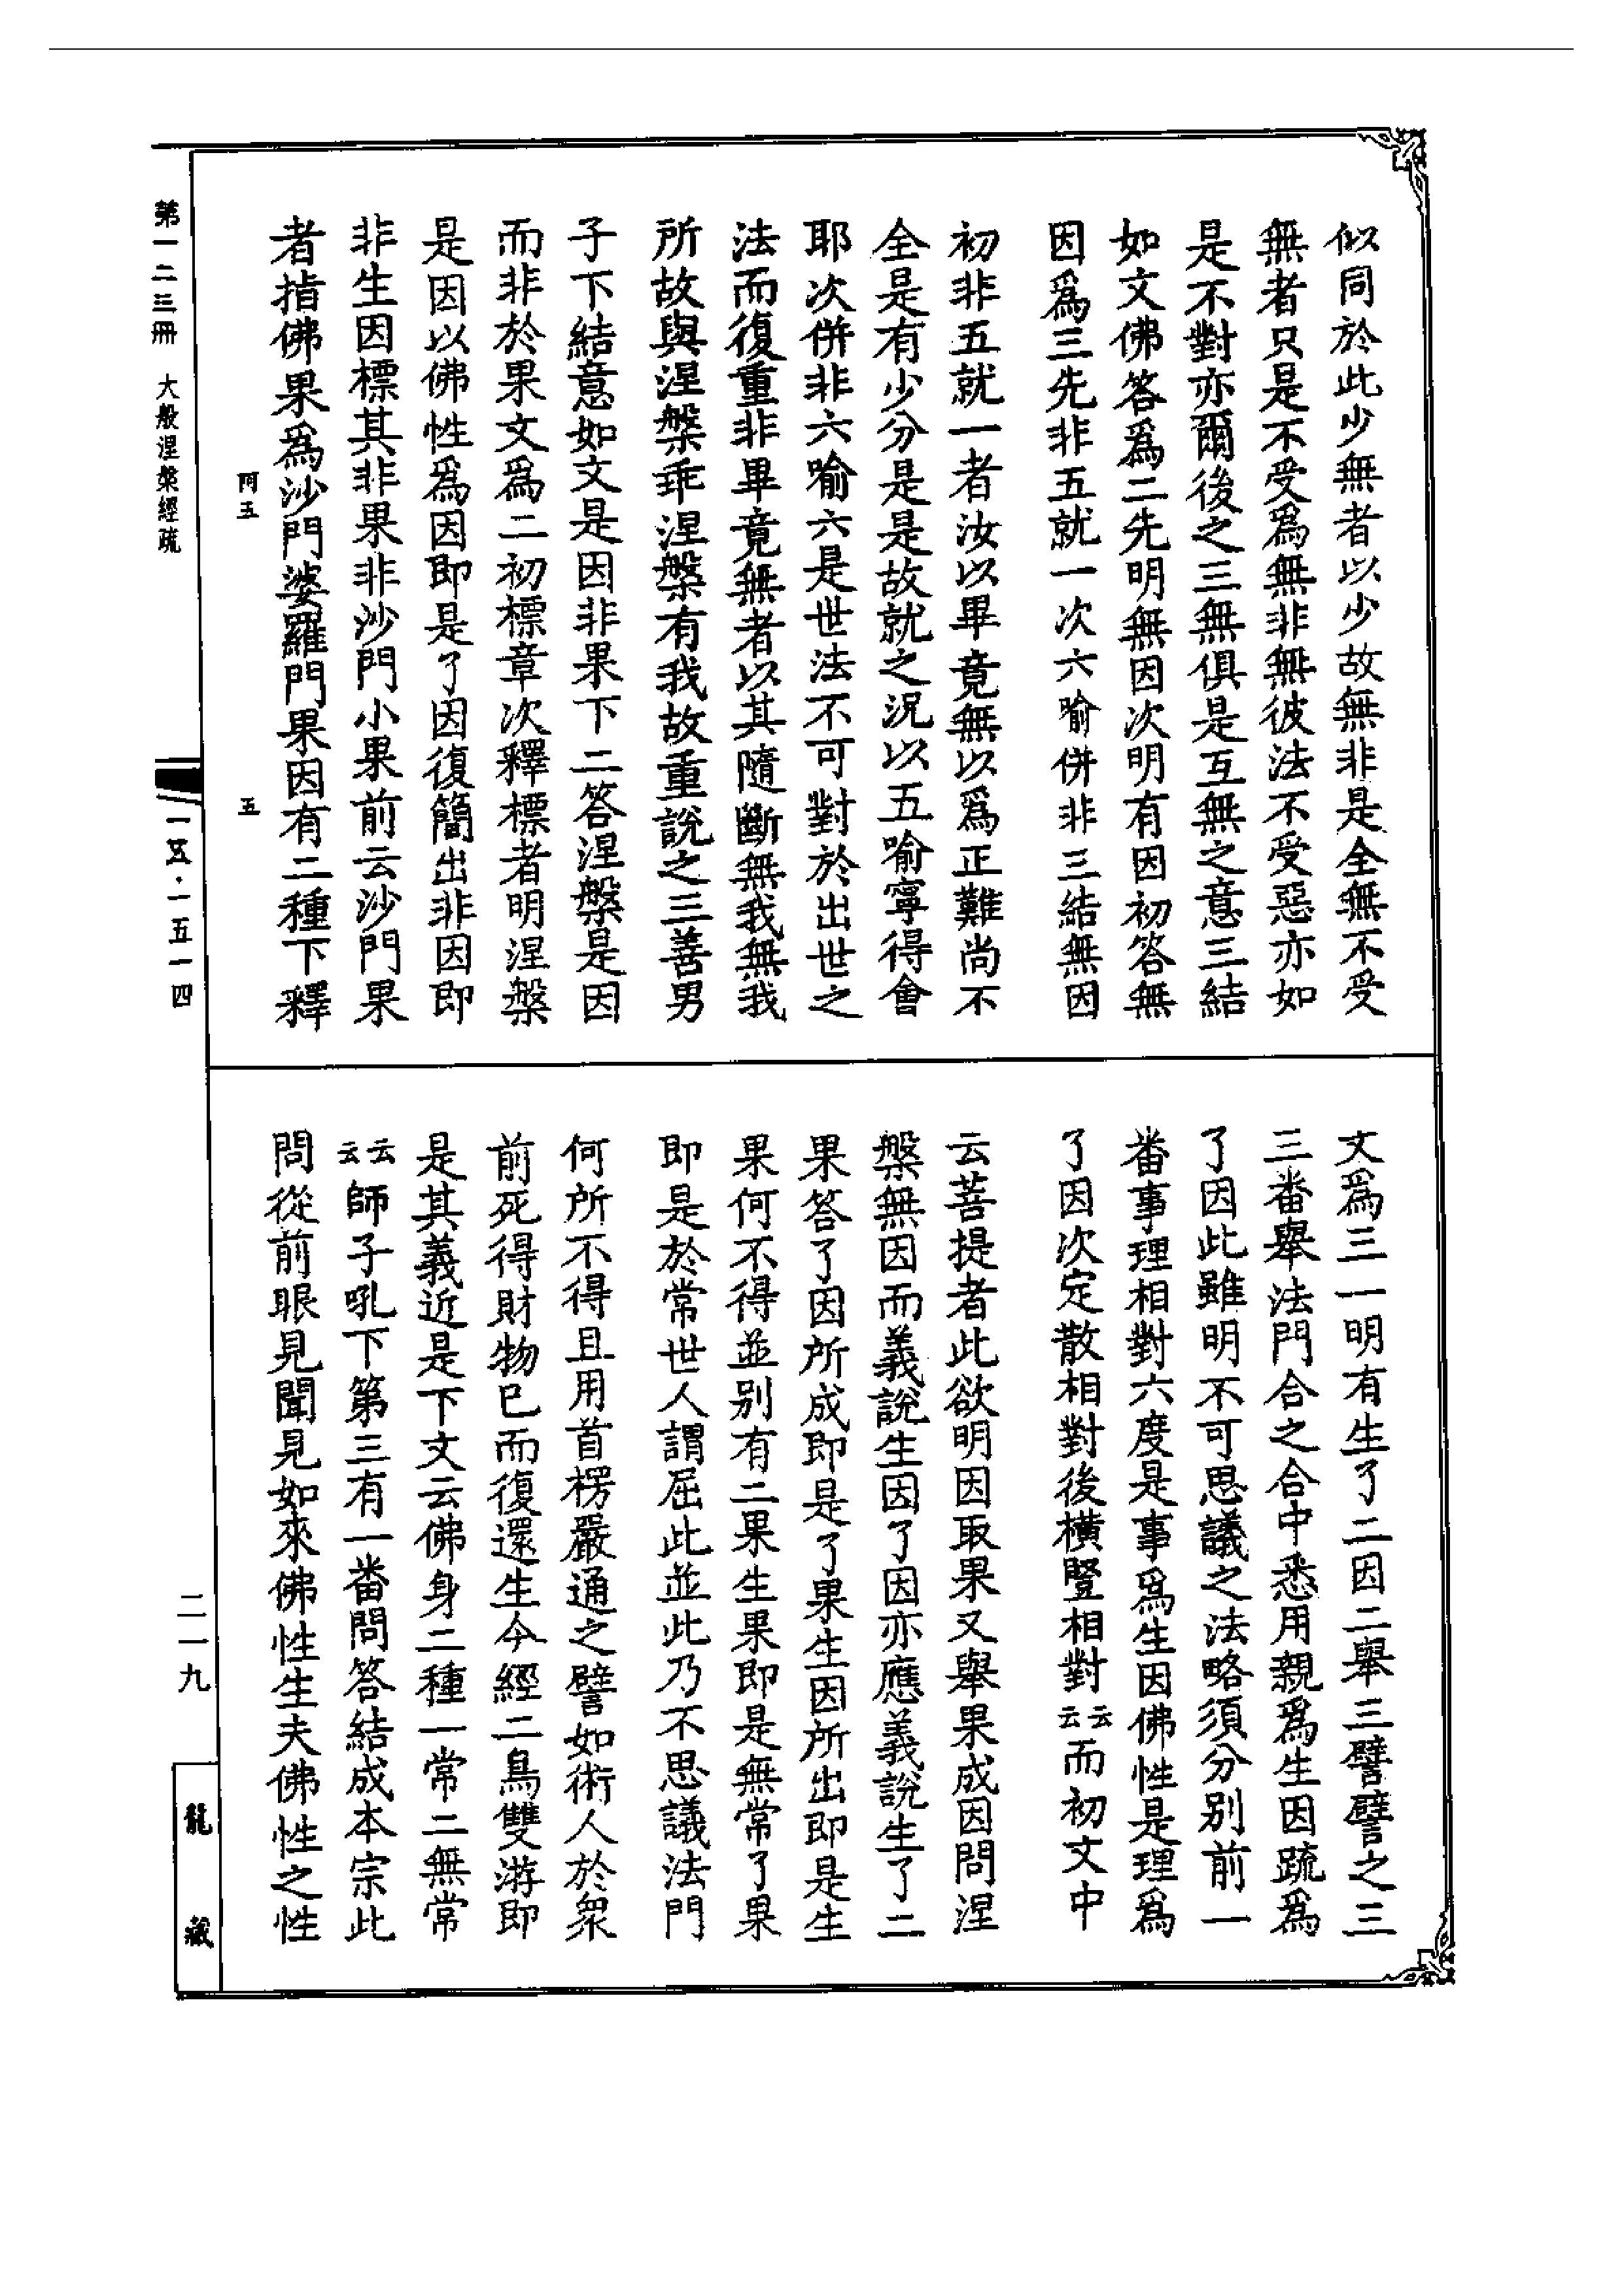 似同於此少無者以少故無非是全無不受
無者只是不受爲無非無彼法不受惡亦如
是不對亦爾後之三無俱是互無之意三結
如文佛答爲二先明無因次明有因初答無
因爲三先非五就一次六喻併非三結無因
初非五就一者汝以畢竟無以爲正難尚不
全是有少分是是故就之況以五喻寧得會
耶次併非六喻六是世法不可對於出世之
法而復重非畢竟無者以其隨斷無我無我
所故與涅槃乖涅槃有我故重說之三善男
子下結意如文是因非果下二答涅槃是因
而非於果文爲二初標章次釋標者明涅槃
是因以佛性爲因即是了因復簡出非因即
非生因標其非果非沙門小果前云沙門果
者指佛果爲沙門婆羅門果因有二種下釋
文爲三一明有生了二因二舉三譬譬之三
三番舉法門合之合中悉用親爲生因疏爲
了因此雖明不可思議之法略須分別前一
番事理相對六度是事爲生因佛性是理爲
了因次定散相對後橫豎相對云云而初文中
云菩提者此欲明因取果又舉果成因問涅
槃無因而義說生因了因亦應義說生了二
果答了因所成即是了果生因所出即是生
果何不得並別有二果生果即是無常了果
即是於常世人謂屈此並此乃不思議法門
何所不得且用首楞嚴通之譬如術人於衆
前死得財物已而復還生今經二鳥雙游即
是其義近是下文云佛身二種一常二無常
云云師子吼下第三有一番問答結成本宗此
問從前眼見聞見如來佛性生夫佛性之性
阿五
五
第一二三冊 大般涅槃經疏
一五·一五一四
二一九
龍藏